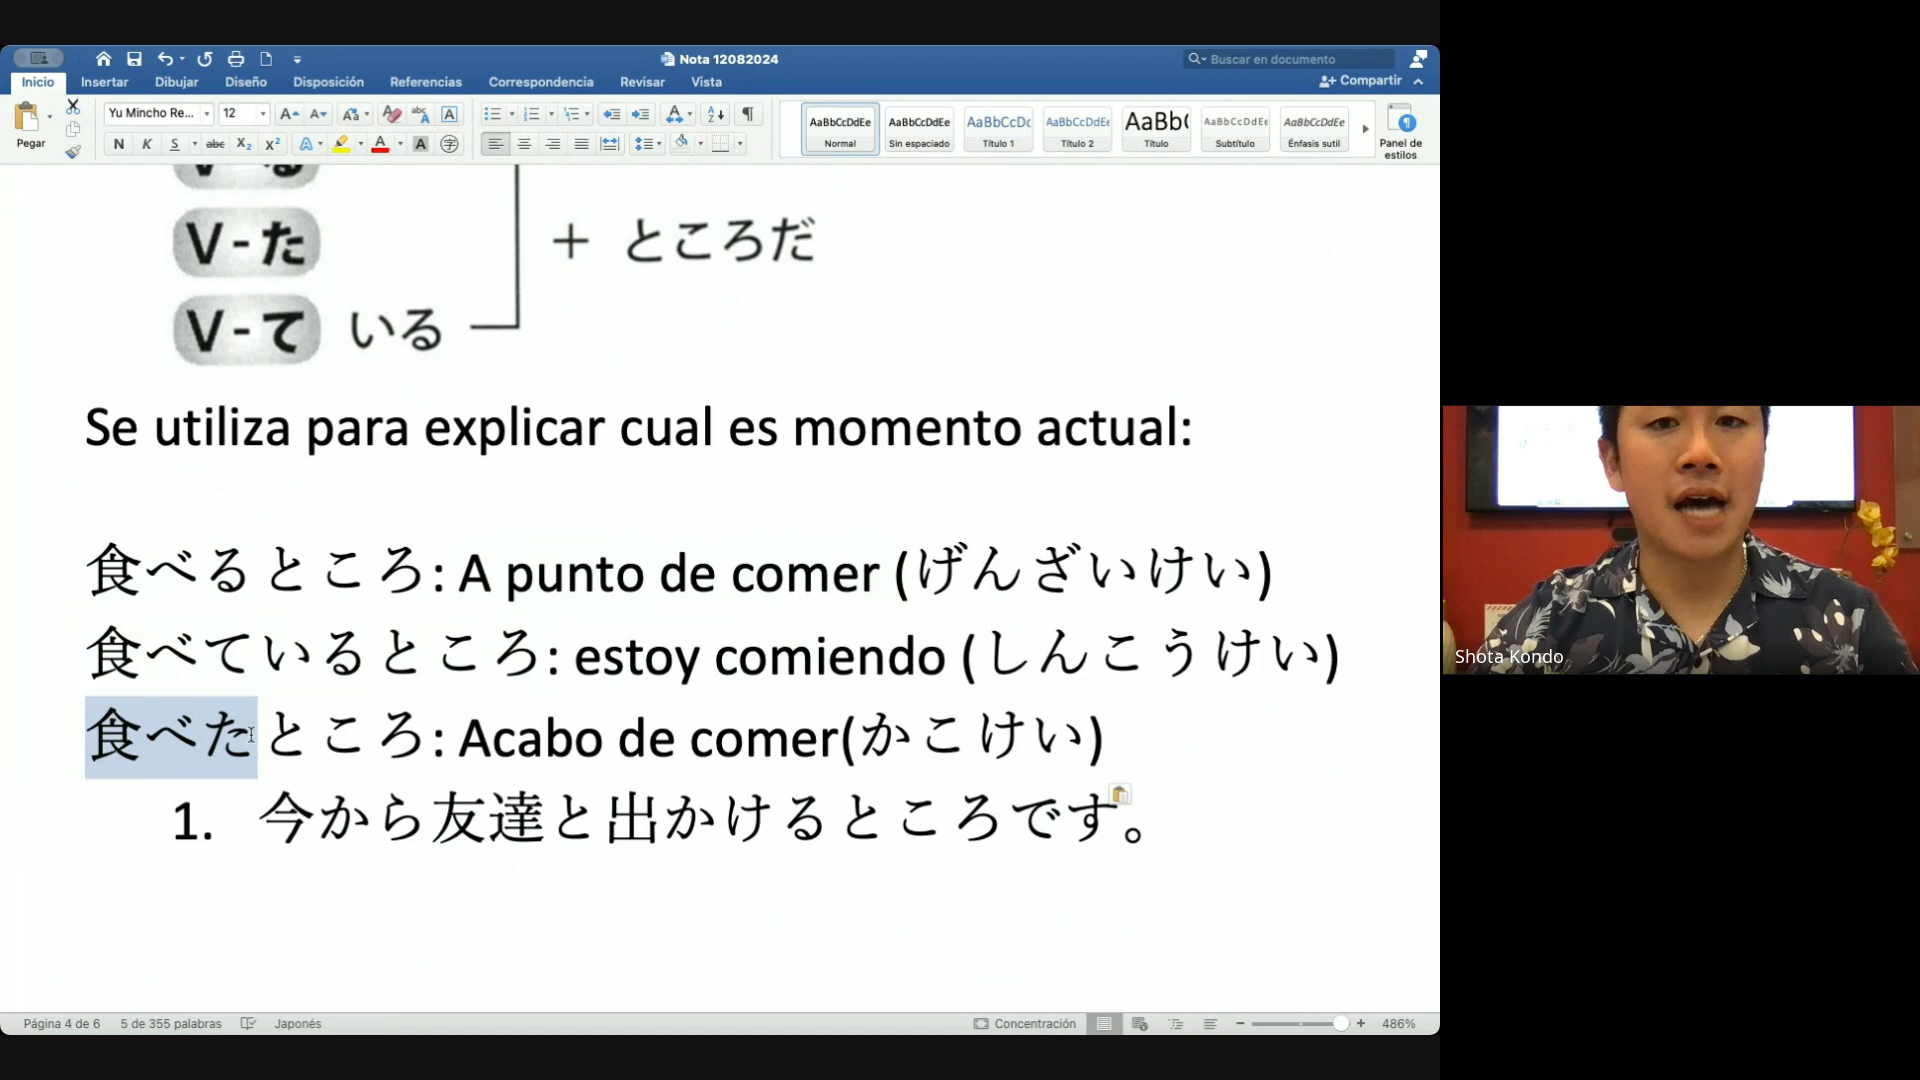 Nota 12082024
Buscar en documento
Inicio Insertar Dibujar Diseño Disposición Referencias Correspondencia Revisar Vista Compartir
Pegar
Yu Mincho Re... 12
AaBbCcDdEe AaBbCcDdEe AaBbCcDc AaBbCcDdEe AaBb( AaBbCcDdEe AaBbCcDdEe
Normal Sin espaciado Título 1 Título 2 Título Subtítulo Énfasis sutil
Panel de estilos
N K S abc X₂ X²
V-る
V-た + ところだ
V-て いる
Se utiliza para explicar cual es momento actual:
食べるところ: A punto de comer (げんざいけい)
食べているところ: estoy comiendo (しんこうけい)
食べたところ: Acabo de comer(かこけい)
1. 今から友達と出かけるところです。
Shota Kondo
Página 4 de 6 5 de 355 palabras Japonés Concentración 486%